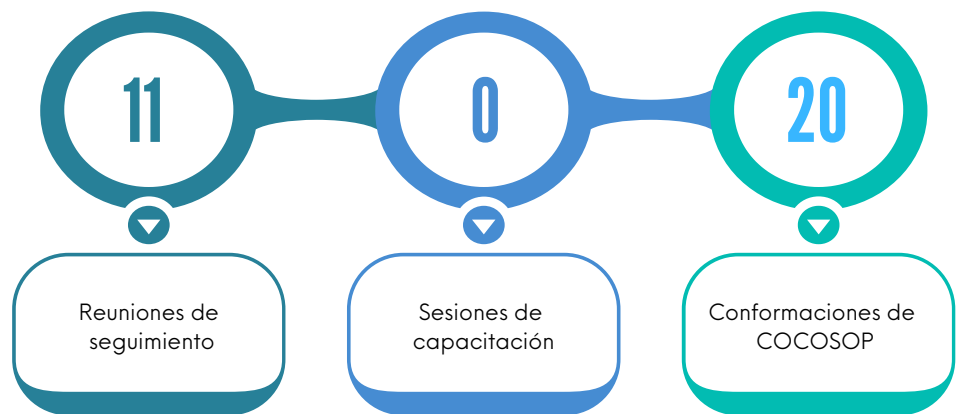 11
0
20
Reuniones de
seguimiento
Sesiones de
capacitación
Conformaciones de
COCOSOP